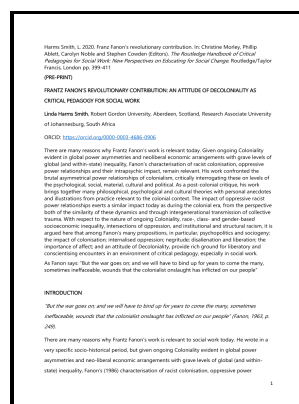 Harms Smith, L. 2020. Franz Fanon's revolutionary contribution. In: Christine Morley, Phillip
Ablett, Carolyn Noble and Stephen Cowden (Editors), The Routledge Handbook of Critical
Pedagogies for Social Work: New Perspectives on Educating for Social Change. Routledge/Taylor
Francis, London pp. 399-411
(PRE-PRINT)
FRANTZ FANON'S REVOLUTIONARY CONTRIBUTION: AN ATTITUDE OF DECOLONIALITY AS
CRITICAL PEDAGOGY FOR SOCIAL WORK
Linda Harms Smith, Robert Gordon University, Aberdeen, Scotland, Research Associate University
of Johannesburg, South Africa
ORCID: https://orcid.org/0000-0003-4686-0906
There are many reasons why Frantz Fanon's work is relevant today. Given ongoing Coloniality
evident in global power asymmetries and neoliberal economic arrangements with grave levels of
global (and within state) inequality, Fanon's characterisation of racist colonialism, oppressive
power relationships and their intrapsychic impact, remain relevant. His work confronted the
brutal asymmetrical power relationships of colonialism, critically interrogating these on levels of
the psychological, social, material, cultural and political. As a post-colonial critique, his work
brings together many philosophical, psychological and cultural theories with personal anecdotes
and illustrations from practice relevant to the colonial context. The impact of oppressive racist
power relationships exerts a similar impact today as during the colonial era, from the perspective
both of the similarity of these dynamics and through intergenerational transmission of collective
trauma. With respect to the nature of ongoing Coloniality, race-, class- and gender-based
socioeconomic inequality, intersections of oppression, and institutional and structural racism, it is
argued here that among Fanon's many propositions, in particular, psychopolitics and sociogeny;
the impact of colonisation; internalised oppression; negritude; disalienation and liberation; the
importance of affect; and an attitude of Decoloniality, provide rich ground for liberatory and
conscientising encounters in an environment of critical pedagogy, especially in social work.
As Fanon says: "But the war goes on; and we will have to bind up for years to come the many,
sometimes ineffaceable, wounds that the colonialist onslaught has inflicted on our people"
INTRODUCTION
"But the war goes on; and we will have to bind up for years to come the many, sometimes
ineffaceable, wounds that the colonialist onslaught has inflicted on our people" (Fanon, 1963, p.
249).
There are many reasons why Frantz Fanon's work is relevant to social work today. He wrote in a
very specific socio-historical period, but given ongoing Coloniality evident in global power
asymmetries and neo-liberal economic arrangements with grave levels of global (and within-
state) inequality, Fanon's (1986) characterisation of racist colonialism, oppressive power
1